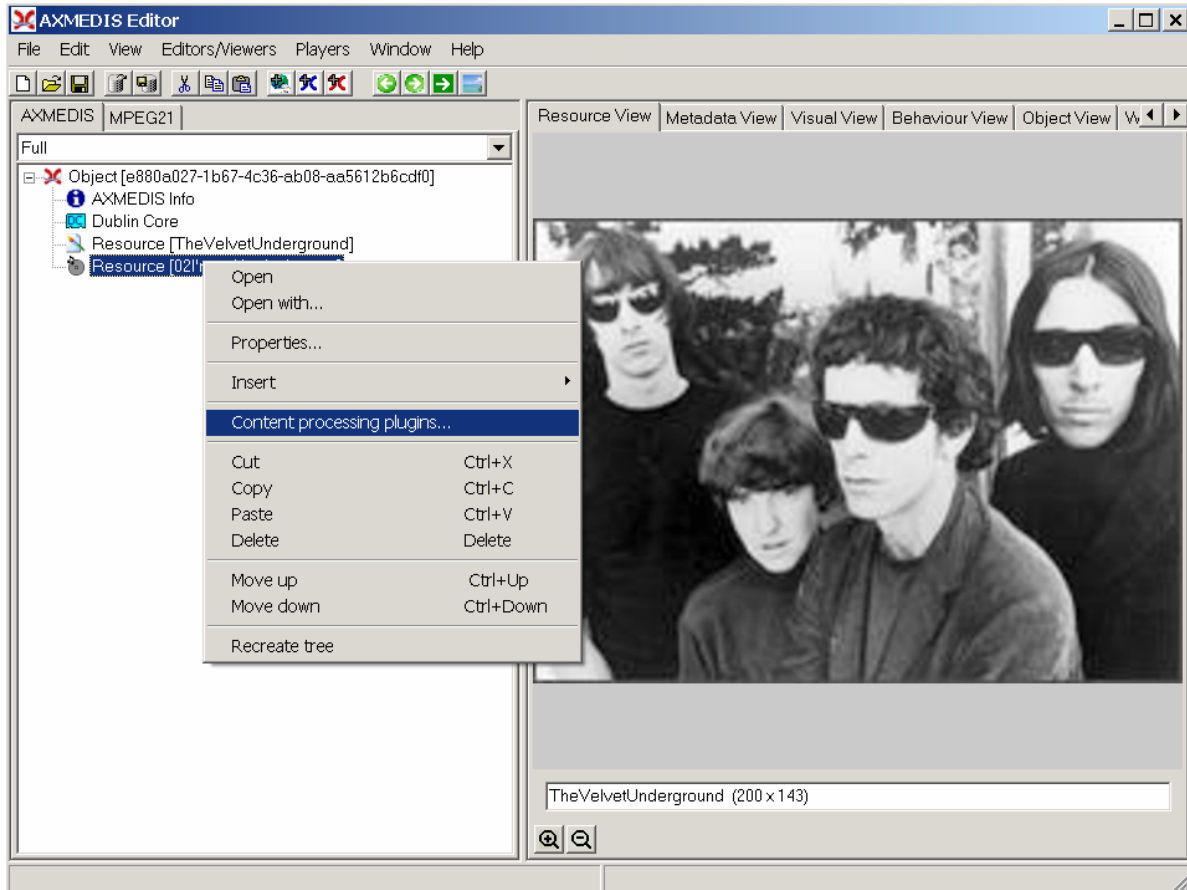 AXMEDIS Editor
File Edit View Editors/Viewers Players Window Help
AXMEDIS MPEG21
Resource View Metadata View Visual View Behaviour View Object View
Full
Object [e880a027-1b67-4c36-ab08-aa5612b6cdf0]
AXMEDIS Info
DC Dublin Core
Resource [TheVelvetUnderground]
Resource [02I'm
Open
Open with...
Properties...
Insert
Content processing plugins...
Cut Ctrl+X
Copy Ctrl+C
Paste Ctrl+V
Delete Delete
Move up Ctrl+Up
Move down Ctrl+Down
Recreate tree
TheVelvetUnderground (200 x 143)